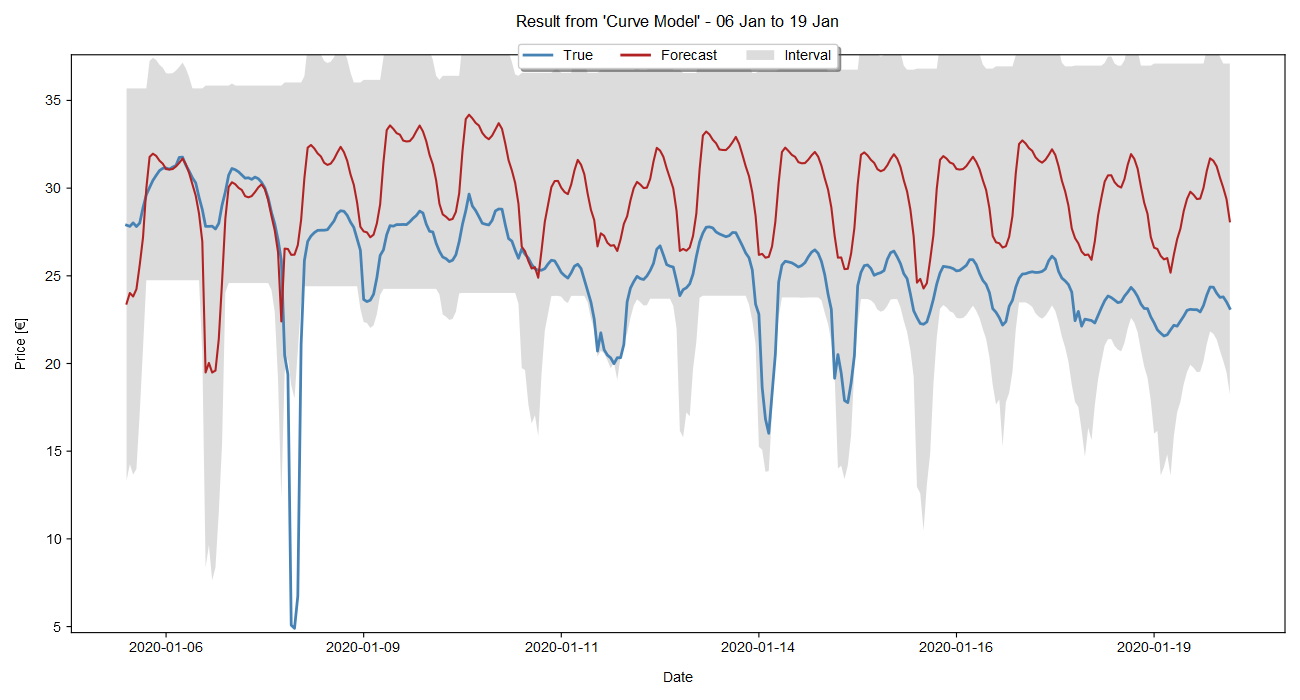 Result from 'Curve Model' - 06 Jan to 19 Jan
True Forecast Interval
35
30
25
20
15
10
5
Price [€]
2020-01-06 2020-01-09 2020-01-11 2020-01-14 2020-01-16 2020-01-19
Date